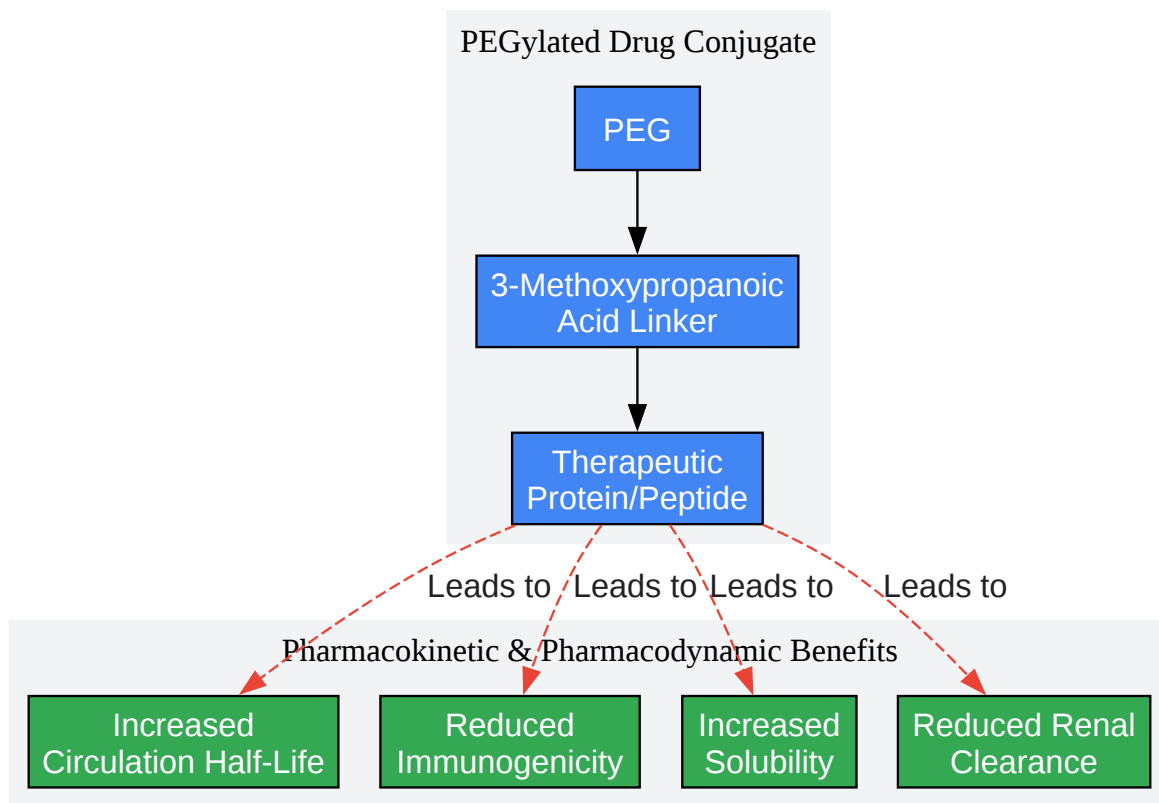 PEGylated Drug Conjugate
PEG
3-Methoxypropanoic
Acid Linker
Therapeutic
Protein/Peptide
Leads to Leads to Leads to Leads to
Pharmacokinetic & Pharmacodynamic Benefits
Increased
Circulation Half-Life
Reduced
Immunogenicity
Increased
Solubility
Reduced Renal
Clearance